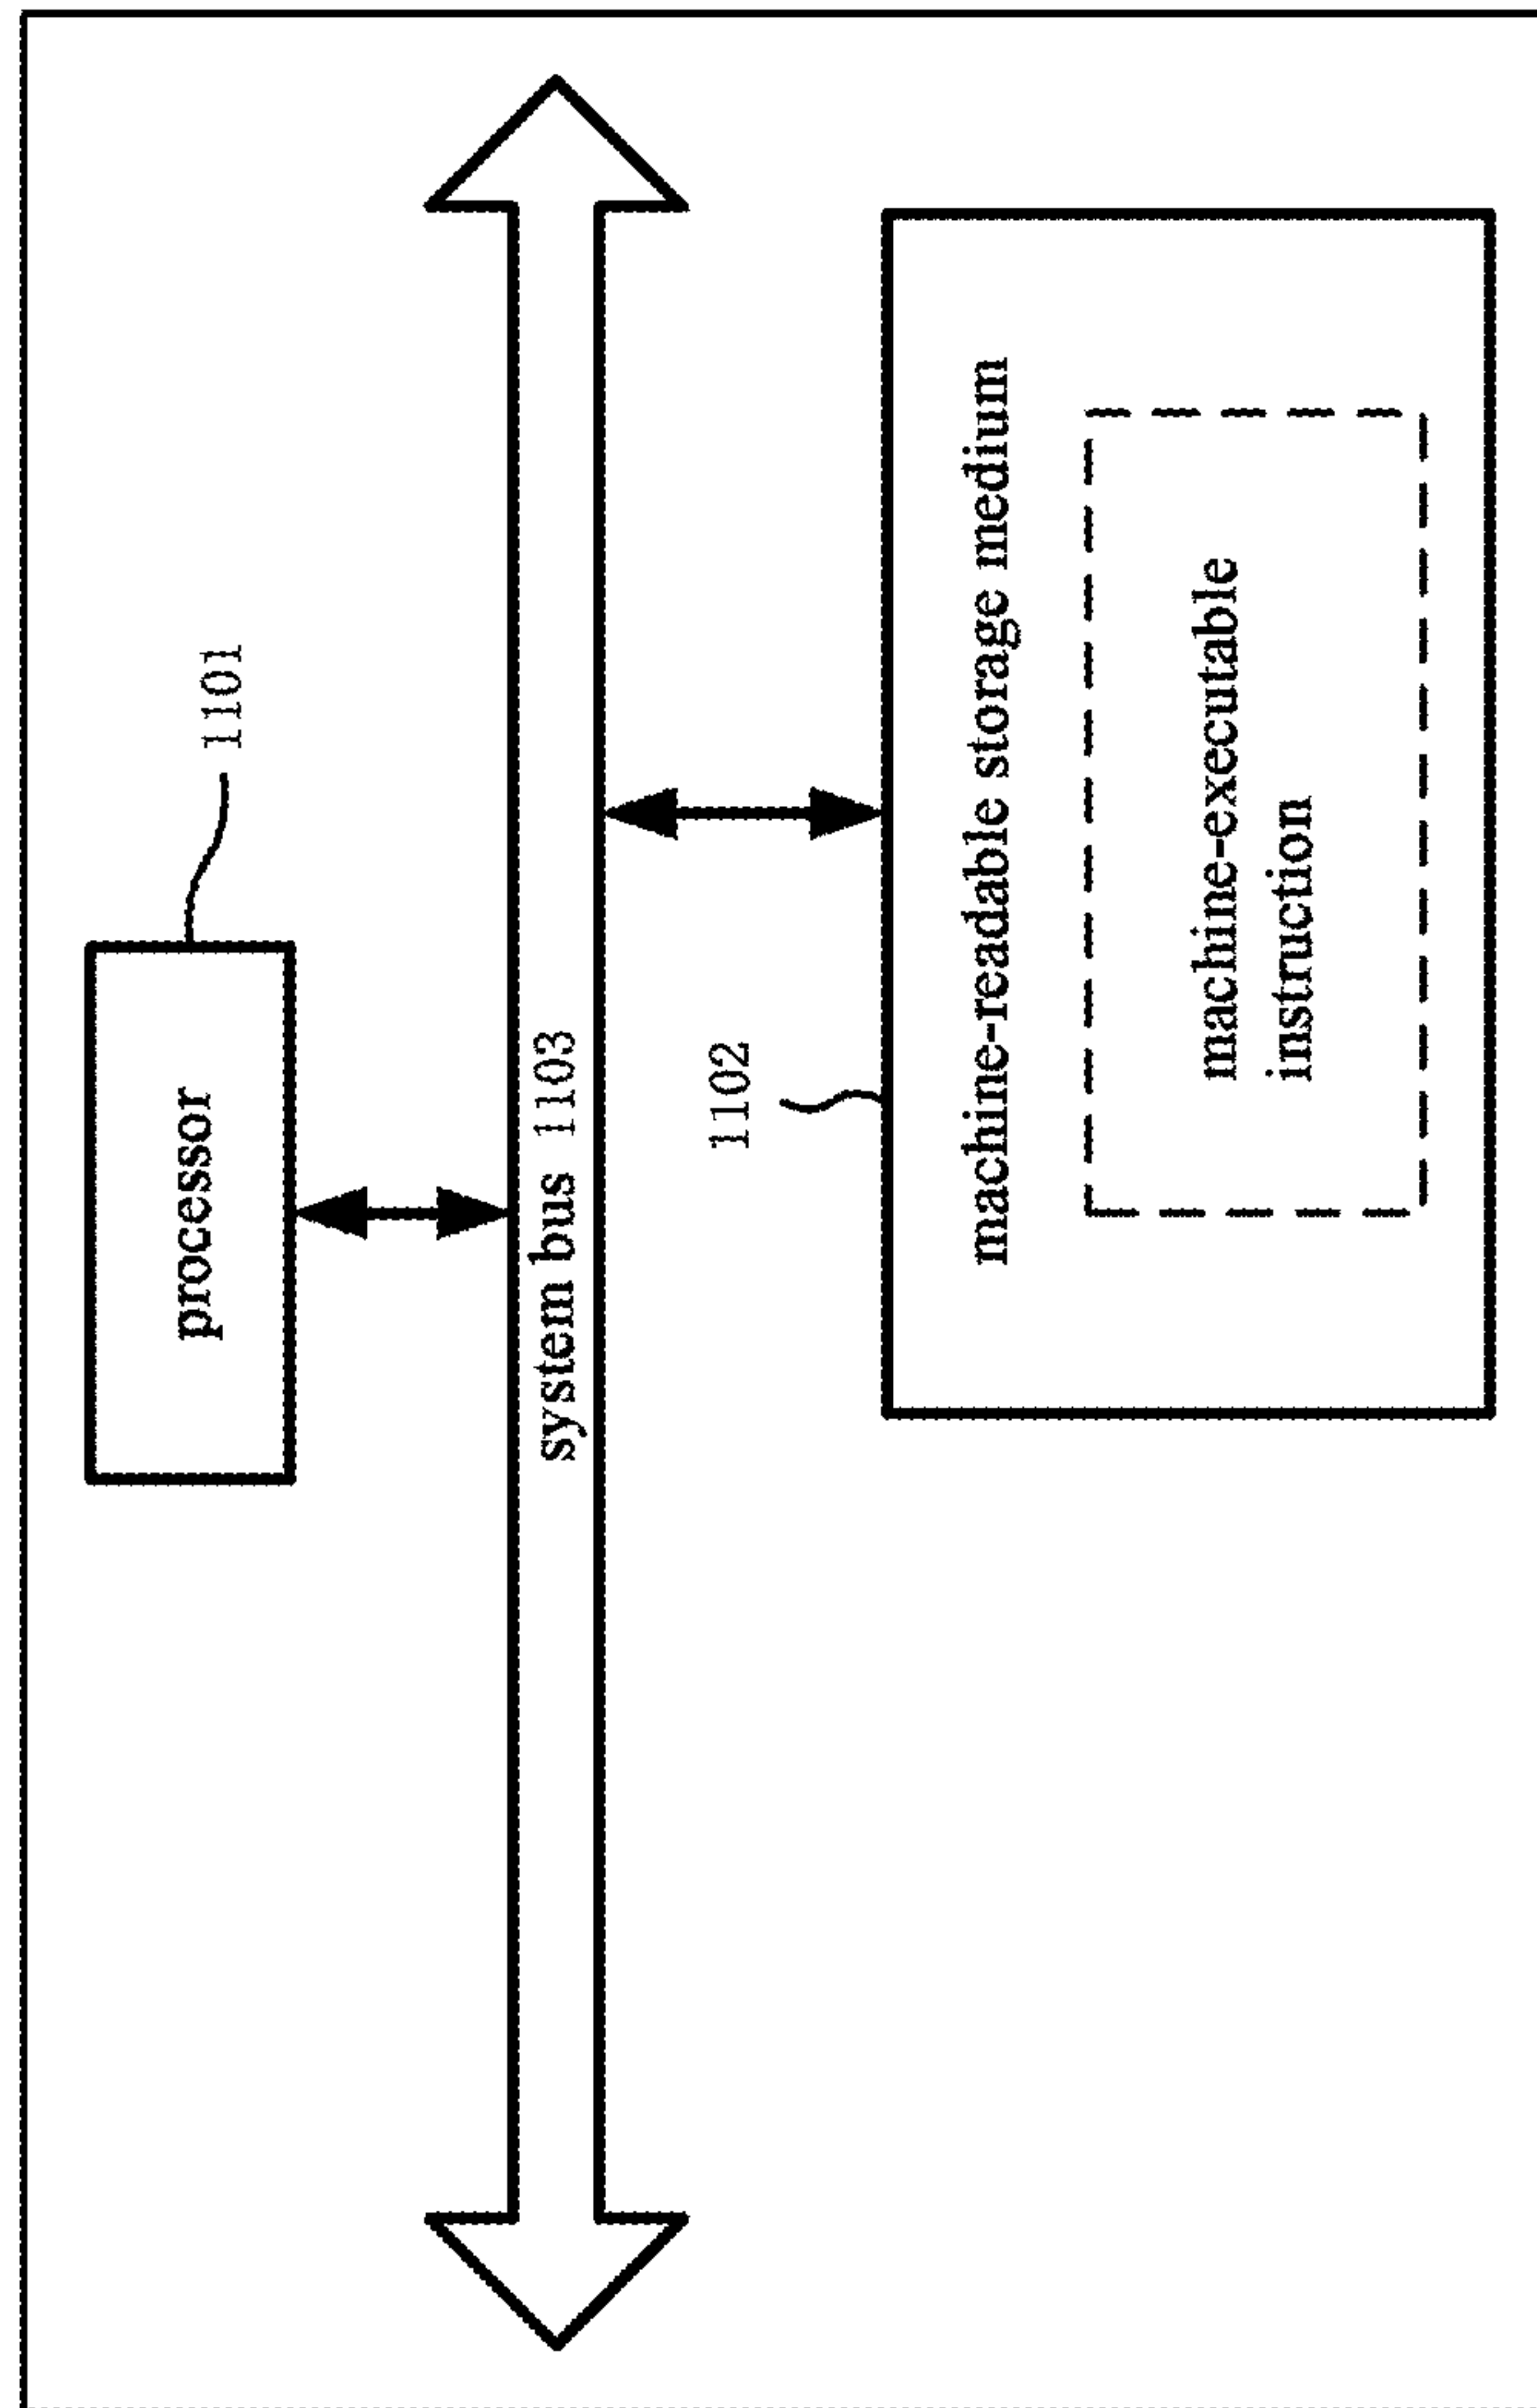 processor
1101
system bus 1103
1102
machine-readable storage medium
machine-executable
instruction